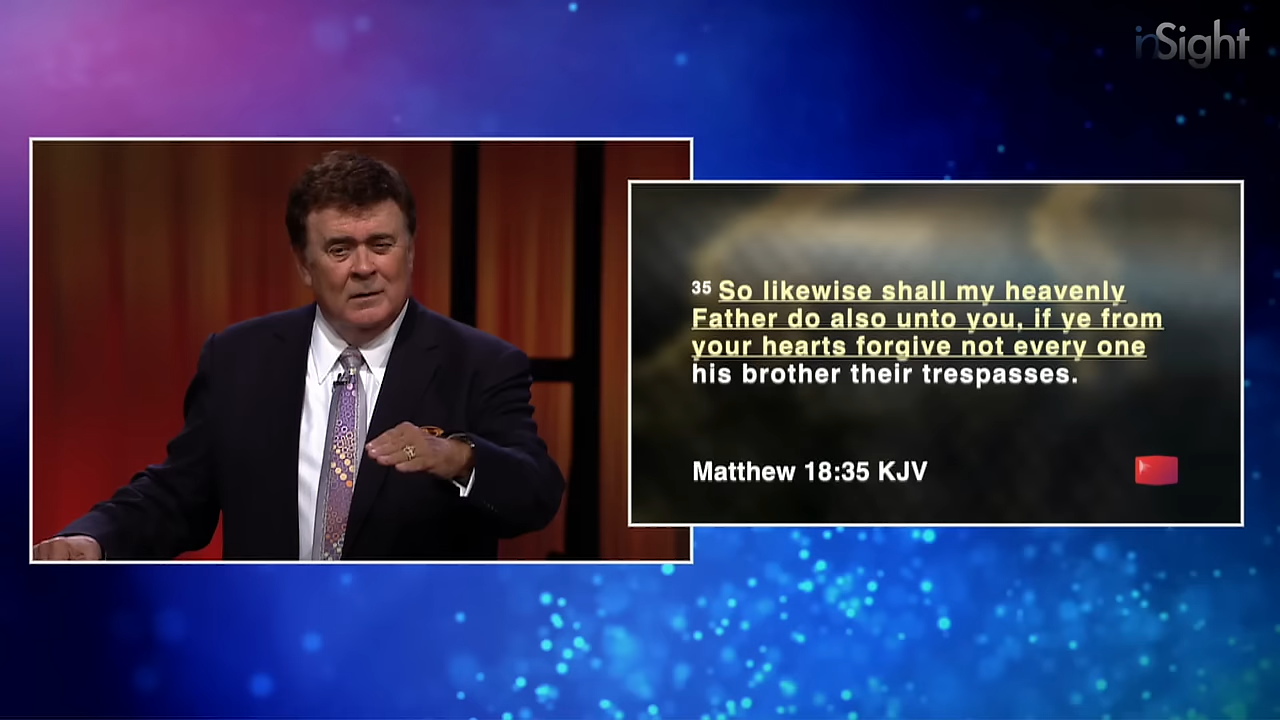 inSight
35 So likewise shall my heavenly
Father do also unto you, if ye from
your hearts forgive not every one
his brother their trespasses.
Matthew 18:35 KJV